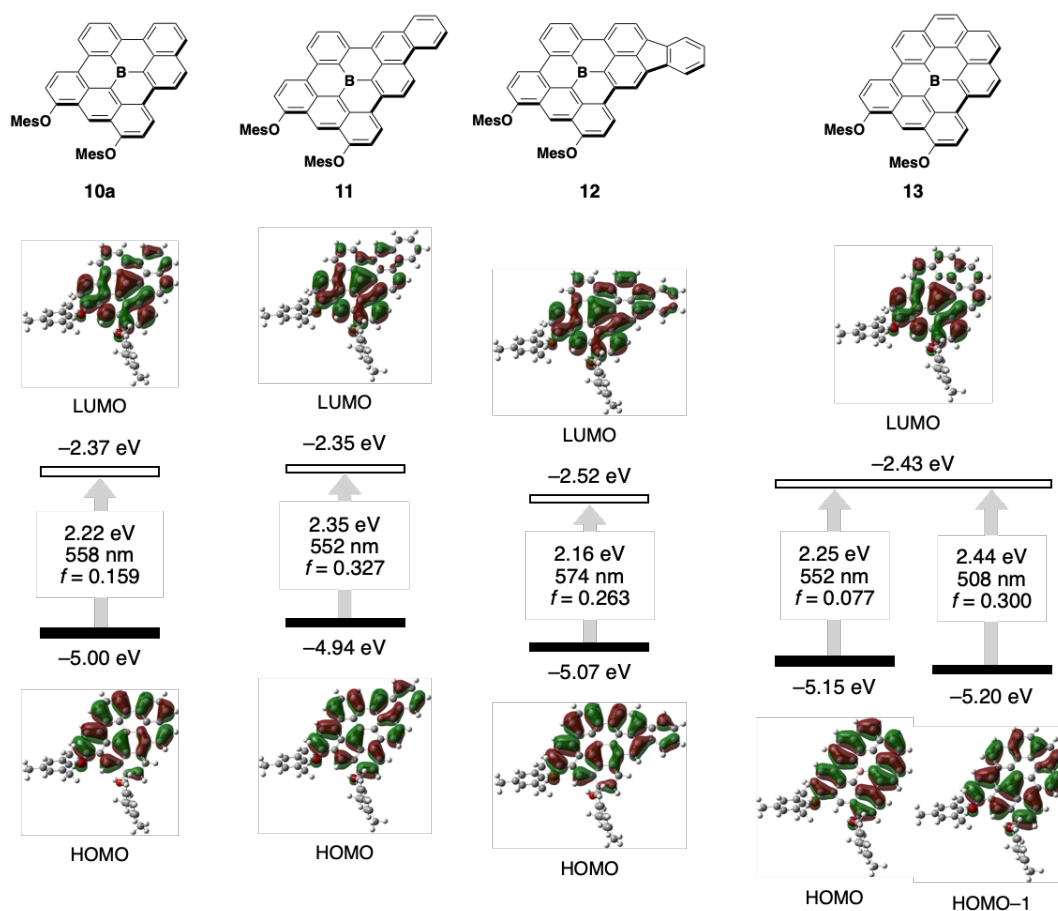 B
MesO
MesO
10a
B
MesO
MesO
11
B
MesO
MesO
12
B
MesO
MesO
13
LUMO
–2.37 eV
2.22 eV
558 nm
f = 0.159
–5.00 eV
HOMO
LUMO
–2.35 eV
2.35 eV
552 nm
f = 0.327
–4.94 eV
HOMO
LUMO
–2.52 eV
2.16 eV
574 nm
f = 0.263
–5.07 eV
HOMO
LUMO
–2.43 eV
2.25 eV
552 nm
f = 0.077
–5.15 eV
HOMO
2.44 eV
508 nm
f = 0.300
–5.20 eV
HOMO–1